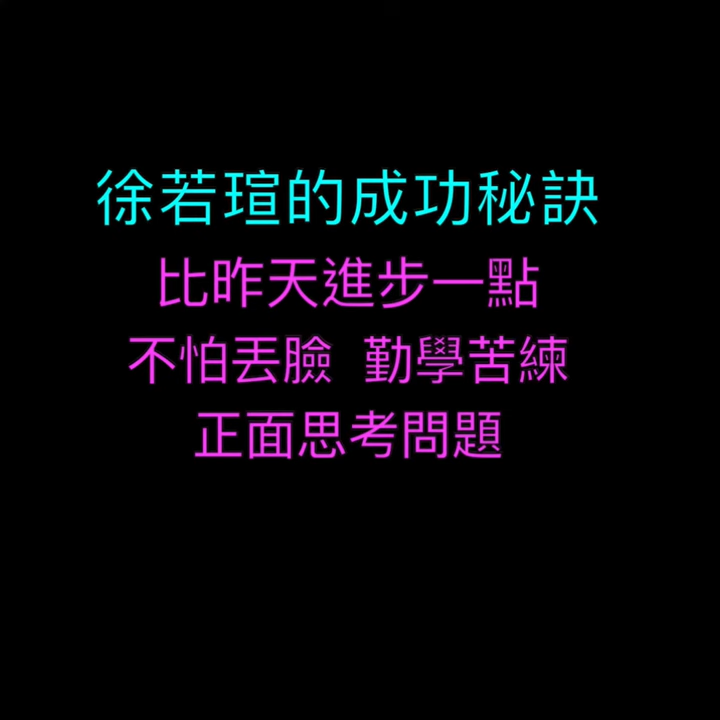 徐若瑄的成功秘訣
比昨天進步一點
不怕丟臉 勤學苦練
正面思考問題